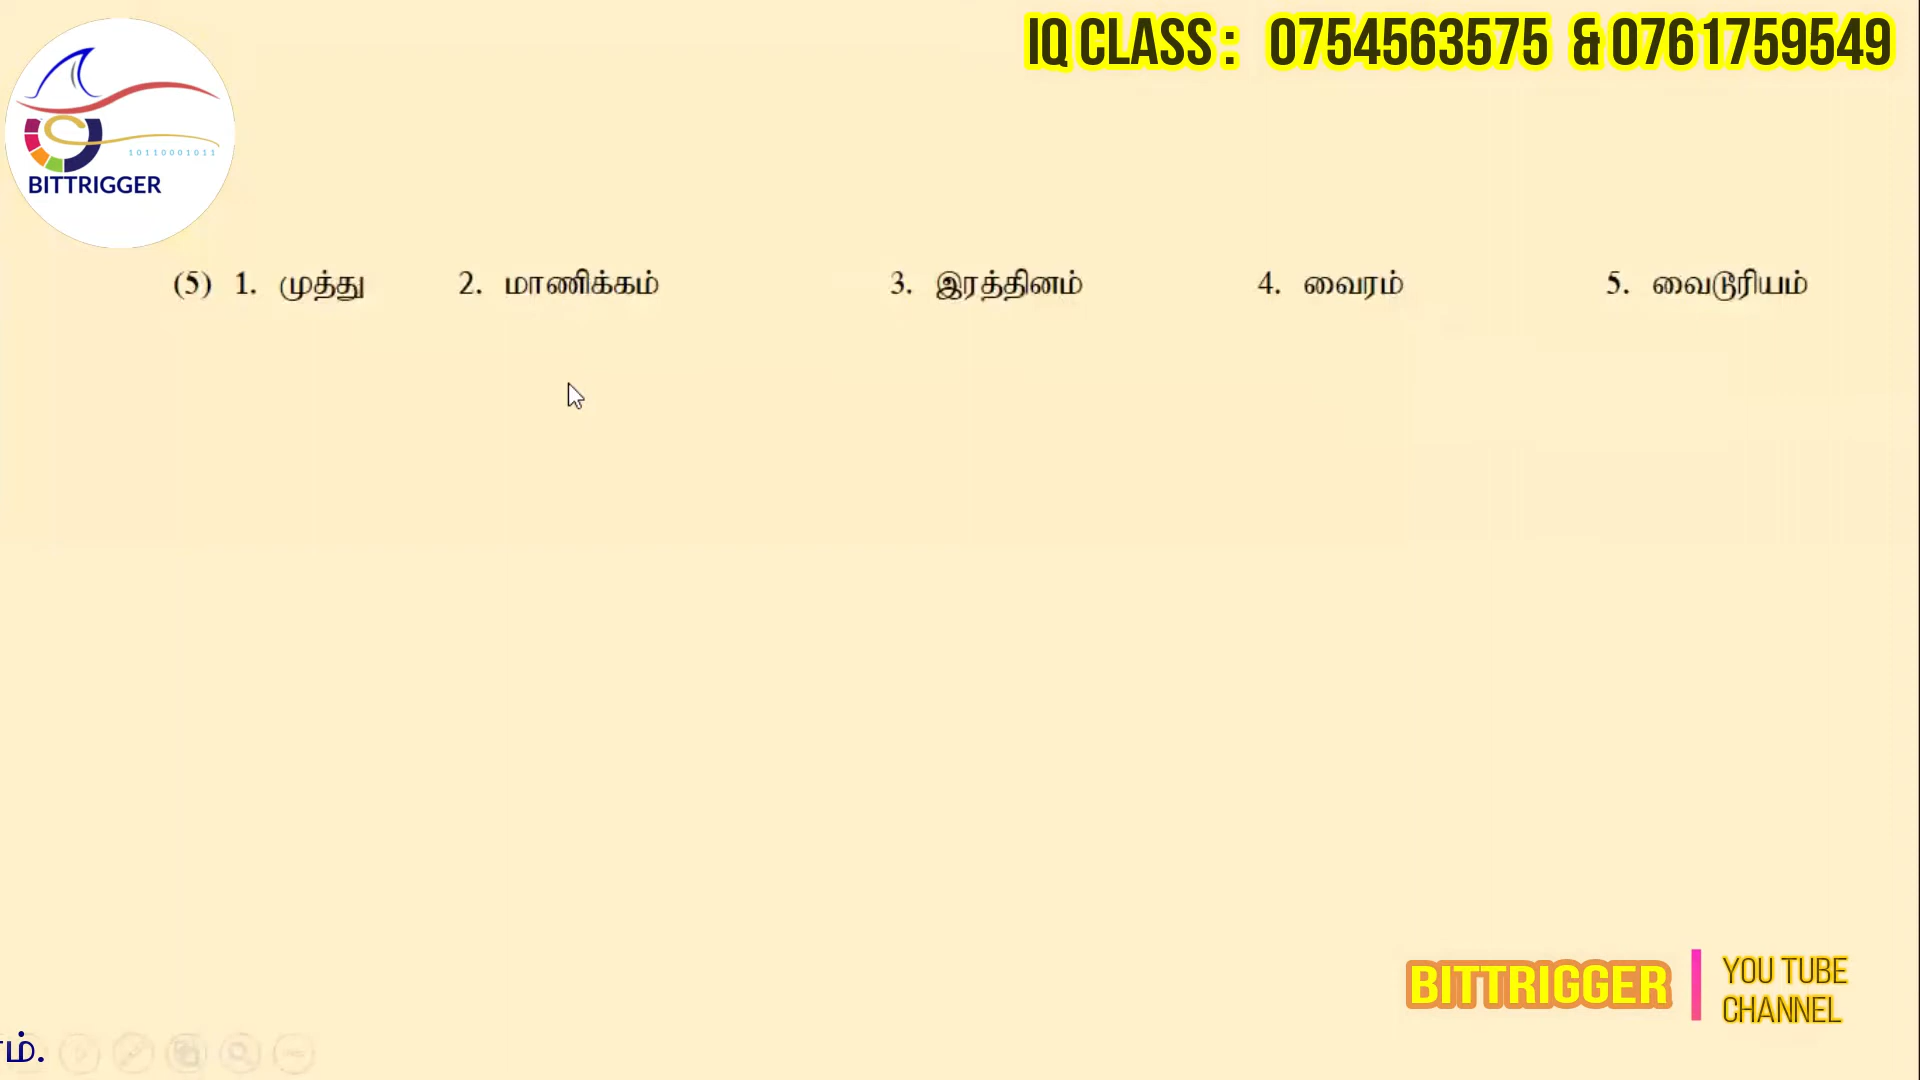 IQ CLASS : 0754563575 & 0761759549
10110001011
BITTRIGGER
(5) 1. முத்து 2. மாணிக்கம் 3. இரத்தினம் 4. வைரம் 5. வைடூரியம்
BITTRIGGER
YOU TUBE
CHANNEL